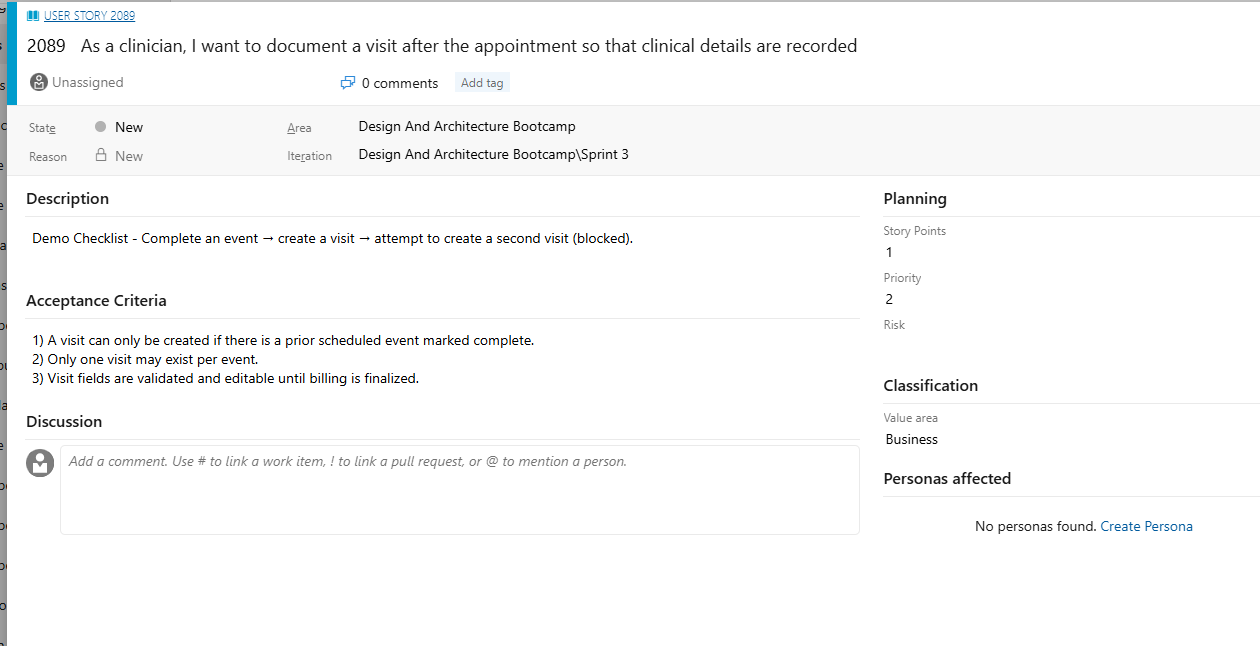 USER STORY 2089
2089 As a clinician, I want to document a visit after the appointment so that clinical details are recorded
Unassigned
0 comments
Add tag
State
New
Area
Design And Architecture Bootcamp
Reason
New
Iteration
Design And Architecture Bootcamp\Sprint 3
Description
Demo Checklist - Complete an event → create a visit → attempt to create a second visit (blocked).
Acceptance Criteria
1) A visit can only be created if there is a prior scheduled event marked complete.
2) Only one visit may exist per event.
3) Visit fields are validated and editable until billing is finalized.
Discussion
Add a comment. Use # to link a work item, ! to link a pull request, or @ to mention a person.
Planning
Story Points
1
Priority
2
Risk
Classification
Value area
Business
Personas affected
No personas found. Create Persona